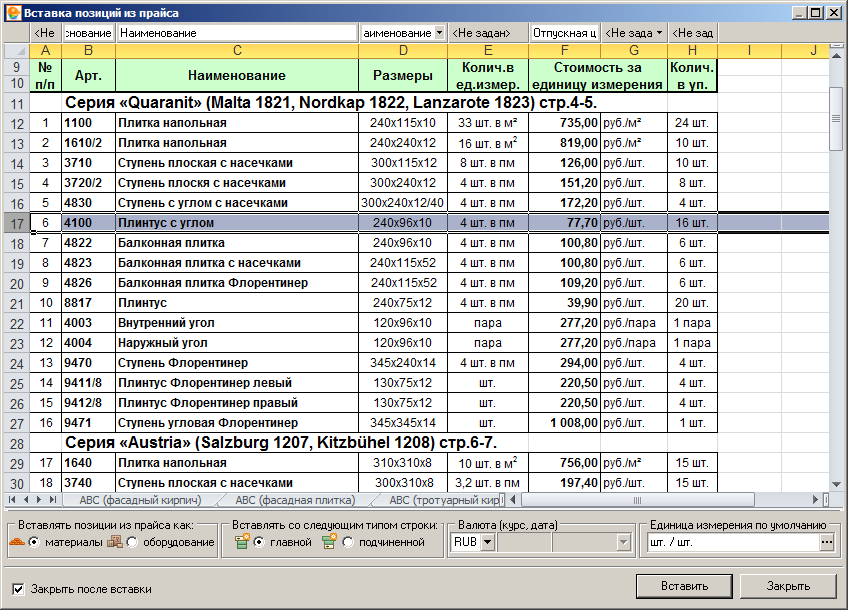 Вставка позиций из прайса
<Не :нование Наименование аименование <Не задан> Отпускная ц <Не зада <Не зад
A B C D E F G H I J
9 № Арт. Наименование Размеры Колич.в Стоимость за Колич.
10 п/п ед.измер. единицу измерения в уп.
11 Серия «Quaranit» (Malta 1821, Nordkap 1822, Lanzarote 1823) стр.4-5.
12 1 1100 Плитка напольная 240x115x10 33 шт. в м² 735,00 руб./м² 24 шт.
13 2 1610/2 Плитка напольная 240x240x12 16 шт. в м² 819,00 руб./м² 10 шт.
14 3 3710 Ступень плоская с насечками 300x115x12 8 шт. в пм 126,00 руб./шт. 10 шт.
15 4 3720/2 Ступень плоскя с насечками 300x240x12 4 шт. в пм 151,20 руб./шт. 8 шт.
16 5 4830 Ступень с углом с насечками 300x240x12/40 4 шт. в пм 172,20 руб./шт. 4 шт.
17 6 4100 Плинтус с углом 240x96x10 4 шт. в пм 77,70 руб./шт. 16 шт.
18 7 4822 Балконная плитка 240x96x10 4 шт. в пм 100,80 руб./шт. 6 шт.
19 8 4823 Балконная плитка с насечками 240x115x52 4 шт. в пм 100,80 руб./шт. 6 шт.
20 9 4826 Балконная плитка Флорентинер 240x115x52 4 шт. в пм 109,20 руб./шт. 6 шт.
21 10 8817 Плинтус 240x75x12 4 шт. в пм 39,90 руб./шт. 20 шт.
22 11 4003 Внутренний угол 120x96x10 пара 277,20 руб./пара 1 пара
23 12 4004 Наружный угол 120x96x10 пара 277,20 руб./пара 1 пара
24 13 9470 Ступень Флорентинер 345x240x14 4 шт. в пм 294,00 руб./шт. 4 шт.
25 14 9411/8 Плинтус Флорентинер левый 130x75x12 шт. 220,50 руб./шт. 4 шт.
26 15 9412/8 Плинтус Флорентинер правый 130x75x12 шт. 220,50 руб./шт. 4 шт.
27 16 9471 Ступень угловая Флорентинер 345x345x14 шт. 1 008,00 руб./шт. 1 шт.
28 Серия «Austria» (Salzburg 1207, Kitzbühel 1208) стр.6-7.
29 17 1640 Плитка напольная 310x310x8 10 шт. в м² 756,00 руб./м² 15 шт.
30 18 3740 Ступень плоская с насечками 300x310x8 3,2 шт. в пм 197,40 руб./шт. 15 шт.
ABC (фасадный кирпич) ABC (фасадная плитка) ABC (тротуарный кир
Вставлять позиции из прайса как: Вставлять со следующим типом строки: Валюта (курс, дата) Единица измерения по умолчанию
материалы оборудование главной подчиненной RUB шт. / шт.
Закрыть после вставки Вставить Закрыть